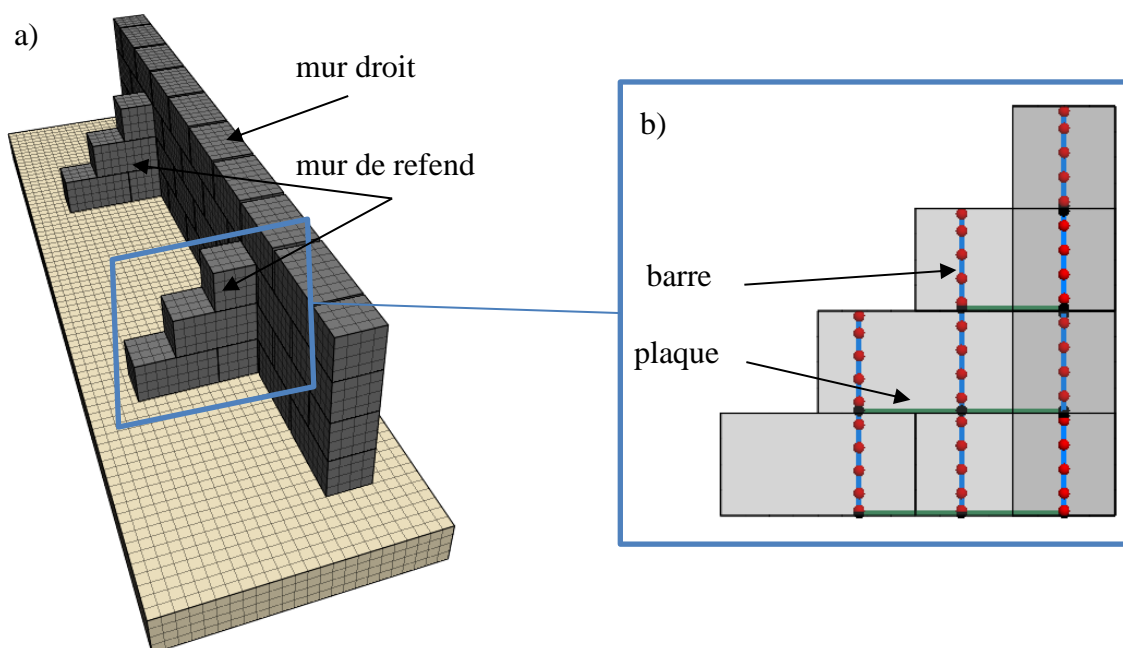 a)
mur droit
mur de refend
b)
barre
plaque